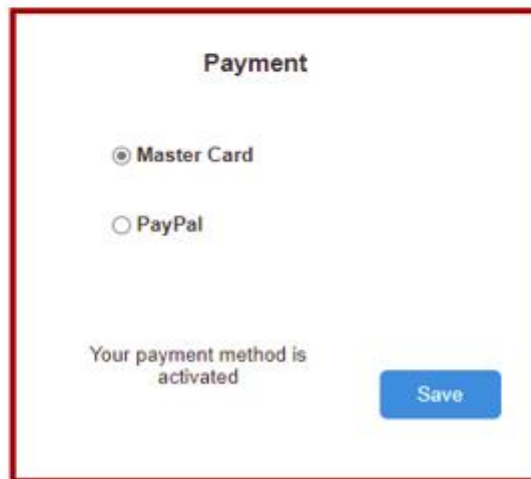 Payment
Master Card
PayPal
Your payment method is
activated
Save